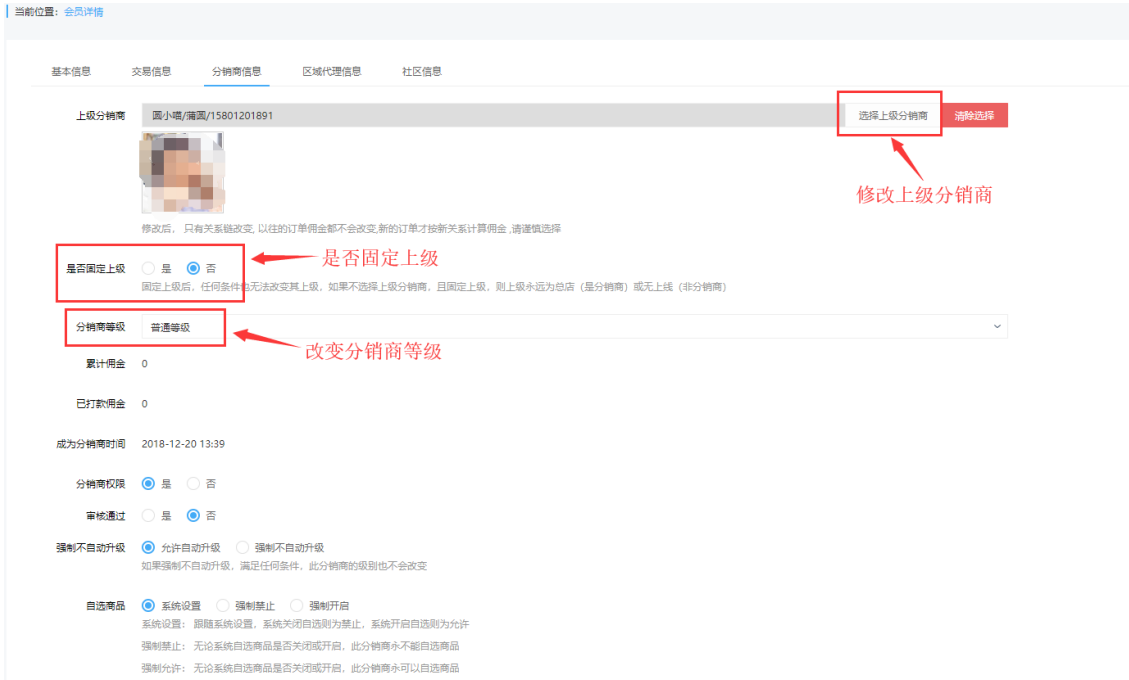 当前位置：会员详情
基本信息 交易信息 分销商信息 区域代理信息 社区信息
上级分销商 圆小喵/蒲圆/15801201891 选择上级分销商 清除选择
修改上级分销商
修改后， 只有关系链改变, 以往的订单佣金都不会改变,新的订单才按新关系计算佣金 ,请谨慎选择
是否固定上级 是 否 是否固定上级
固定上级后，任何条件也无法改变其上级，如果不选择上级分销商，且固定上级，则上级永远为总店（是分销商）或无上线（非分销商）
分销商等级 普通等级
改变分销商等级
累计佣金 0
已打款佣金 0
成为分销商时间 2018-12-20 13:39
分销商权限 是 否
审核通过 是 否
强制不自动升级 允许自动升级 强制不自动升级
如果强制不自动升级，满足任何条件，此分销商的级别也不会改变
自选商品 系统设置 强制禁止 强制开启
系统设置： 跟随系统设置，系统关闭自选则为禁止，系统开启自选则为允许
强制禁止： 无论系统自选商品是否关闭或开启，此分销商永不能自选商品
强制允许： 无论系统自选商品是否关闭或开启，此分销商永可以自选商品